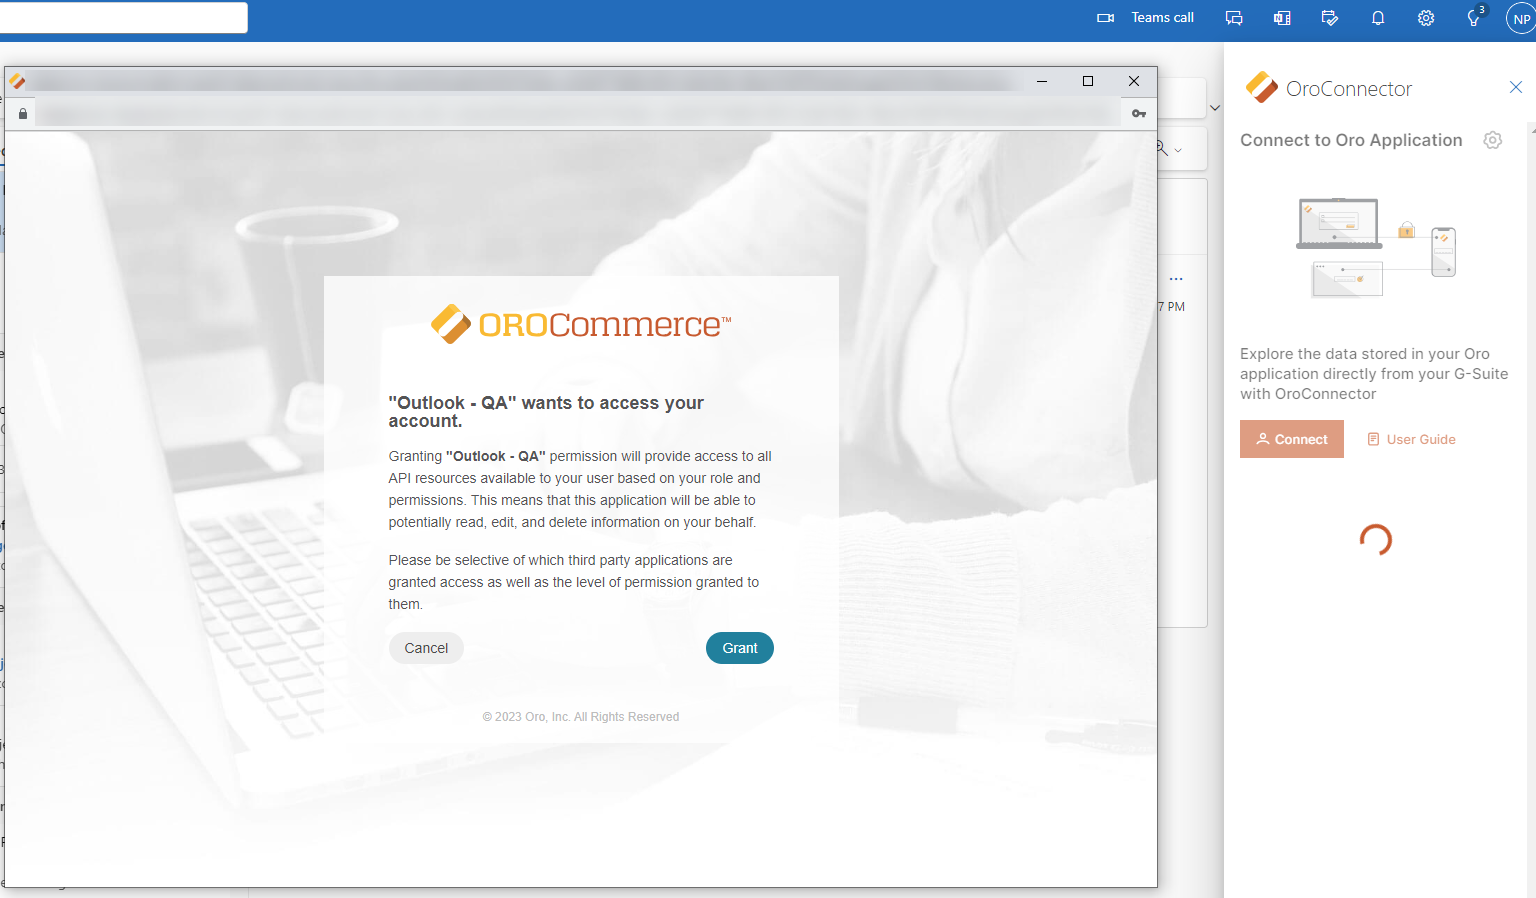 Teams call
3
NP
OroConnector
Connect to Oro Application
OROCommerce™
"Outlook - QA" wants to access your
account.
Granting "Outlook - QA" permission will provide access to all
API resources available to your user based on your role and
permissions. This means that this application will be able to
potentially read, edit, and delete information on your behalf.
Please be selective of which third party applications are
granted access as well as the level of permission granted to
them.
Cancel
Grant
© 2023 Oro, Inc. All Rights Reserved
7 PM
Explore the data stored in your Oro
application directly from your G-Suite
with OroConnector
Connect
User Guide